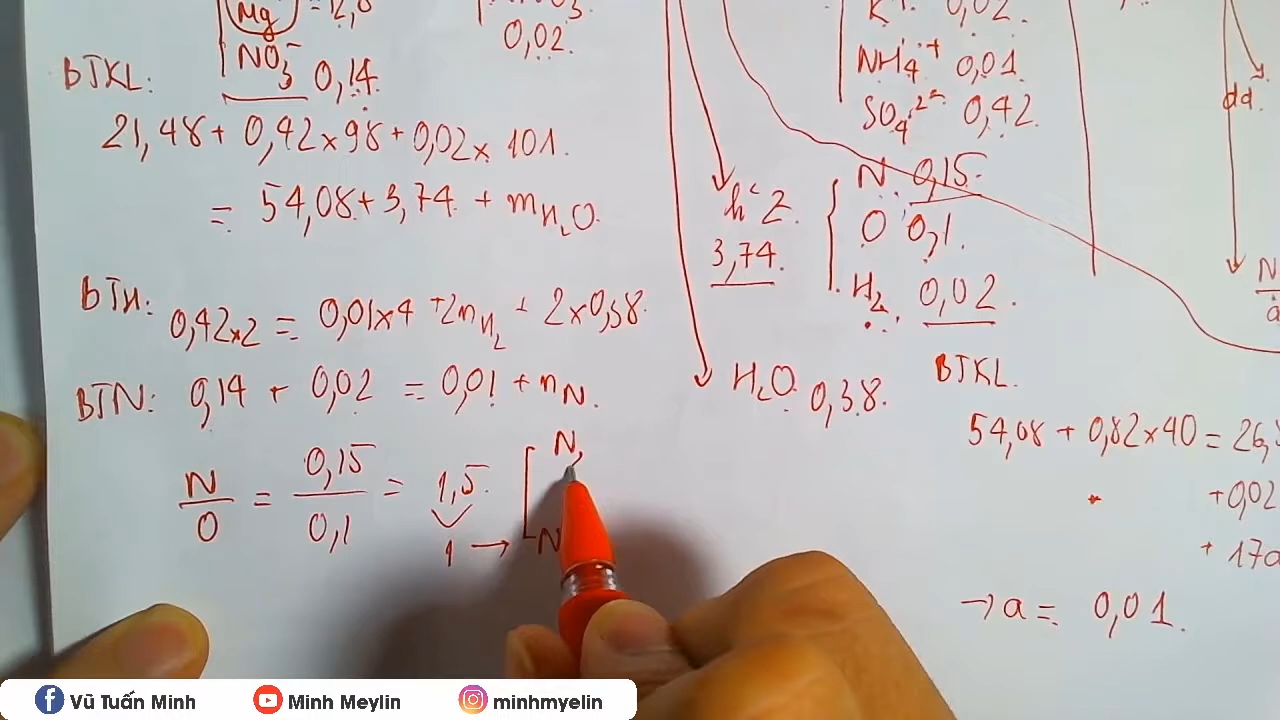 Mg = 2,8
NO₃⁻ 0,14
0,02.
BTKL:
21,48 + 0,42×98 + 0,02× 101.
= 54,08 + 3,74 + mH₂O.
BTH: 0,42×2 = 0,01×4 + 2nH₂ + 2×0,38.
BTN: 0,14 + 0,02 = 0,01 + nN.
N/O = 0,15/0,1 = 1,5.
1 →
N
N
K⁺ 0,02.
NH₄⁺ 0,01.
SO₄²⁻ 0,42.
h² Z.
3,74.
N. 0,15
O 0,1.
H₂. 0,02.
H₂O. 0,38.
dd.
BTKL.
54,08 + 0,82×40 = 26,
+0,02
+ 17a
→ a = 0,01.
Vũ Tuấn Minh
Minh Meylin
minhmyelin